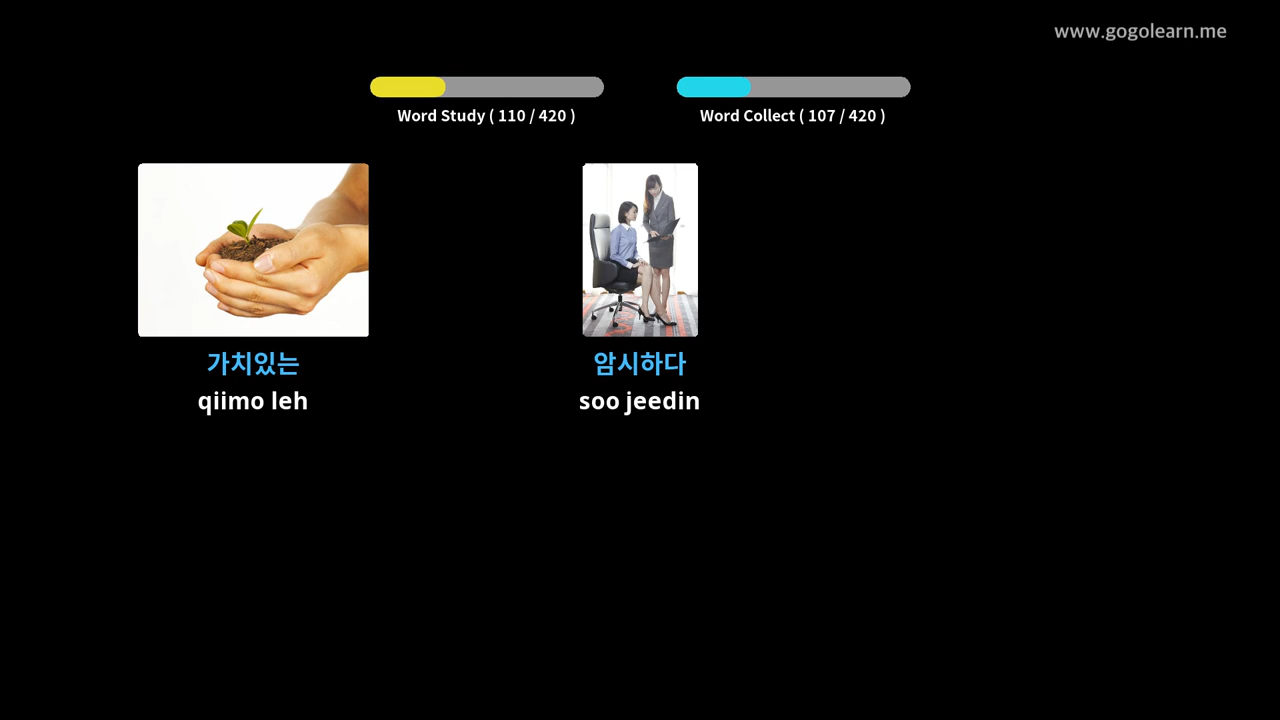 www.gogolearn.me
Word Study ( 110 / 420 )
Word Collect ( 107 / 420 )
가치있는
qiimo leh
암시하다
soo jeedin